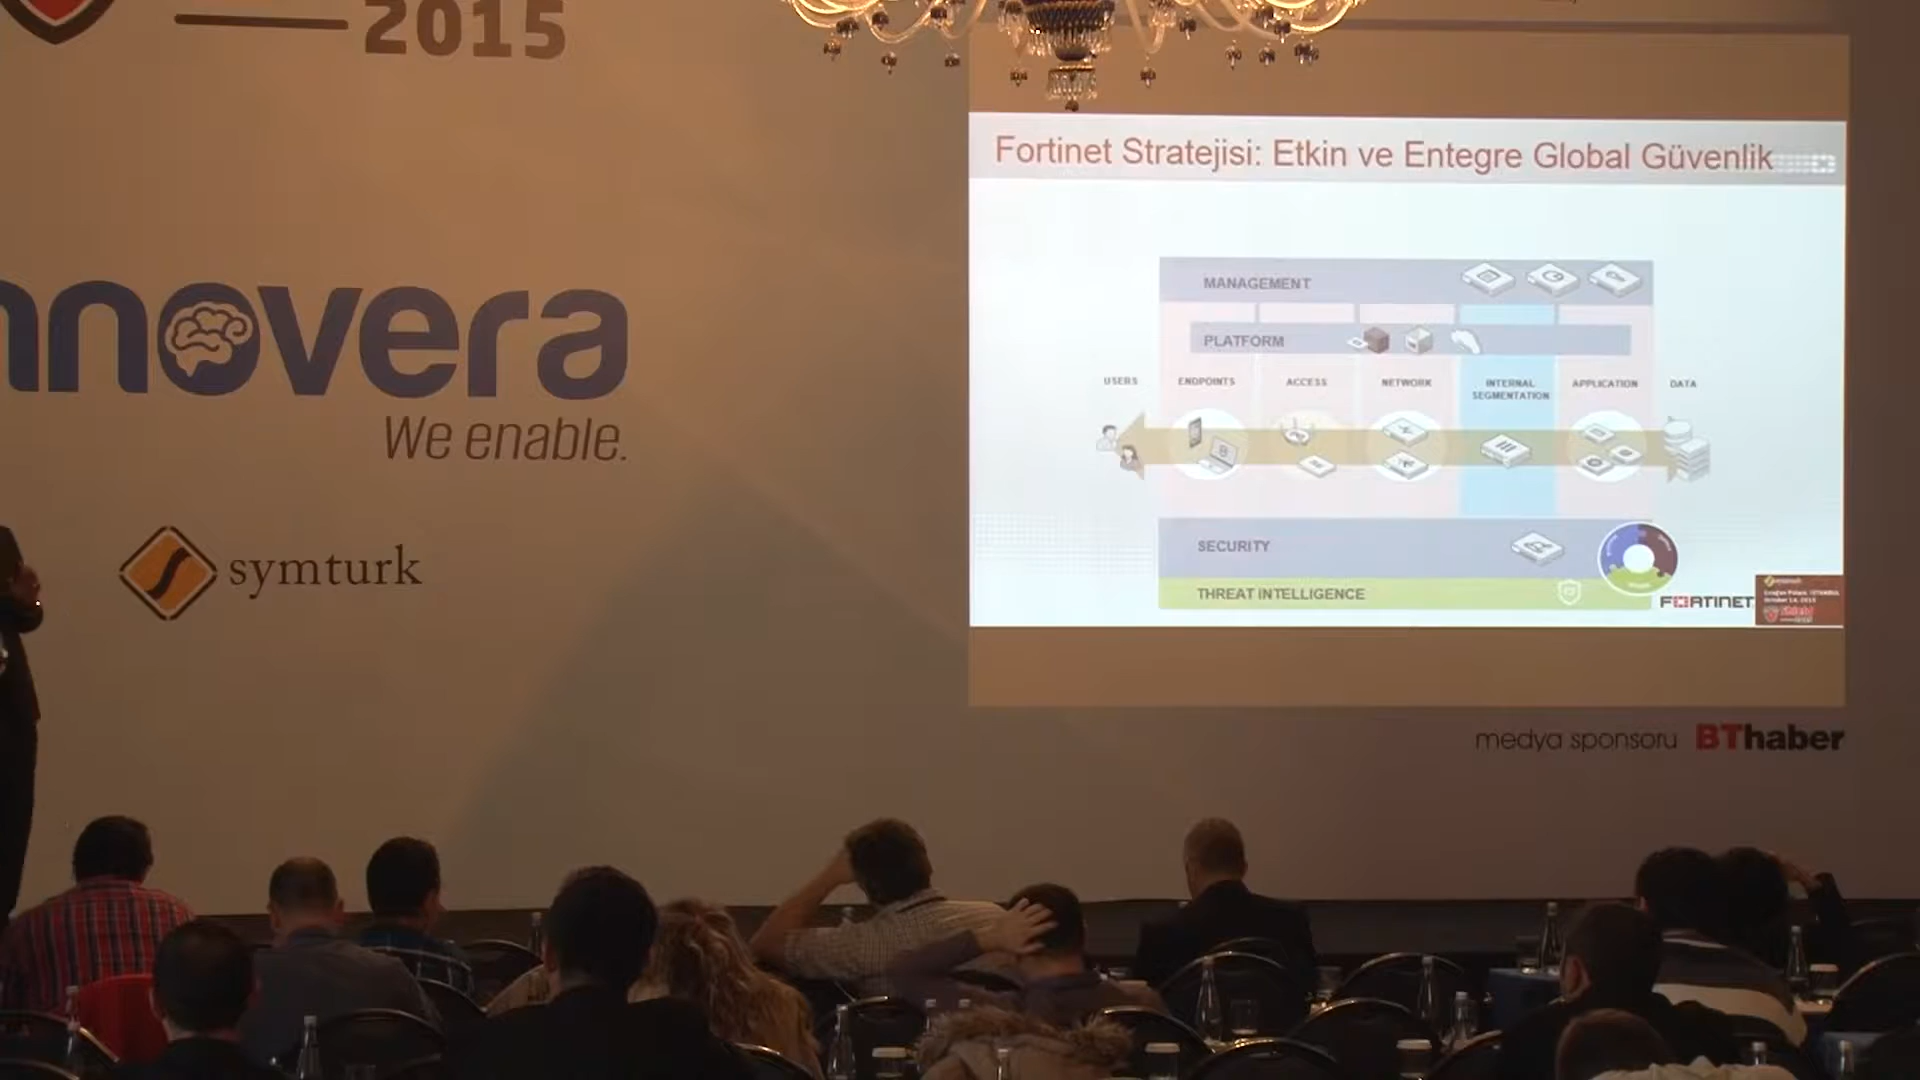 2015
nnovera
We enable.
symturk
Fortinet Stratejisi: Etkin ve Entegre Global Güvenlik
MANAGEMENT
PLATFORM
USERS
ENDPOINTS
ACCESS
NETWORK
INTERNAL
SEGMENTATION
APPLICATION
DATA
SECURITY
THREAT INTELLIGENCE
FORTINET
medya sponsoru BThaber